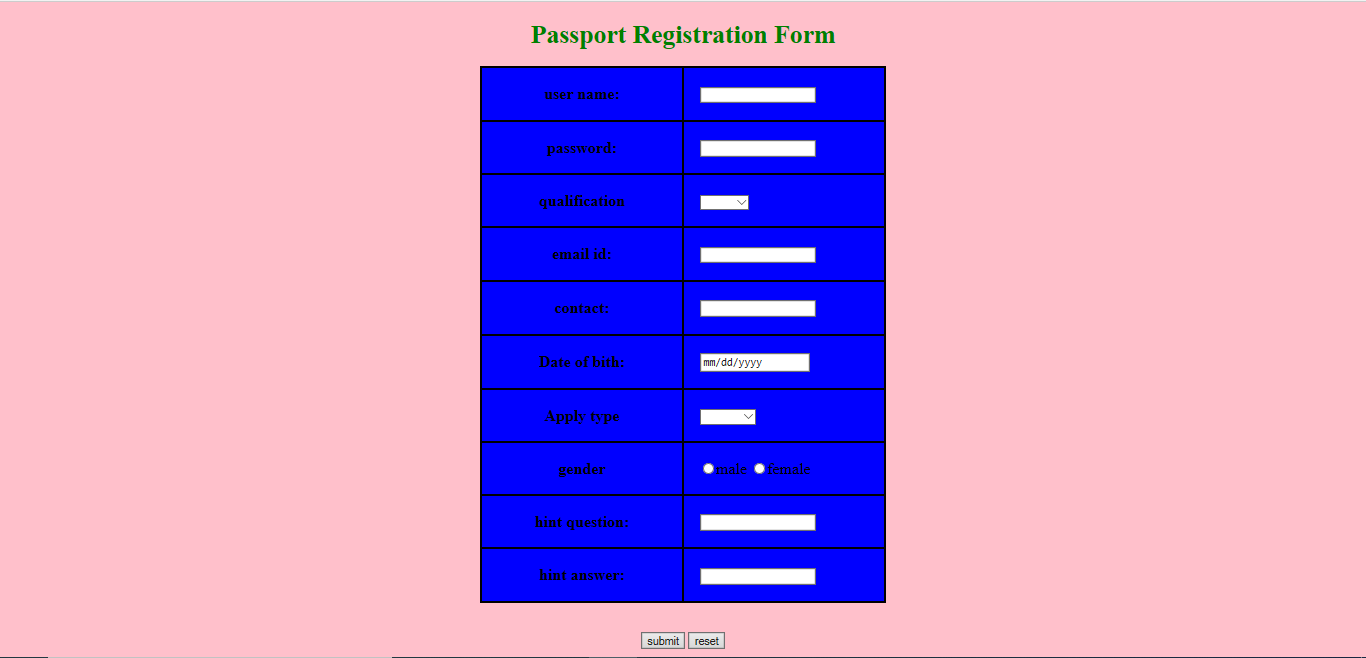 Passport Registration Form
user name:
password:
qualification
email id:
contact:
Date of bith: mm/dd/yyyy
Apply type
gender male female
hint question:
hint answer:
submit reset